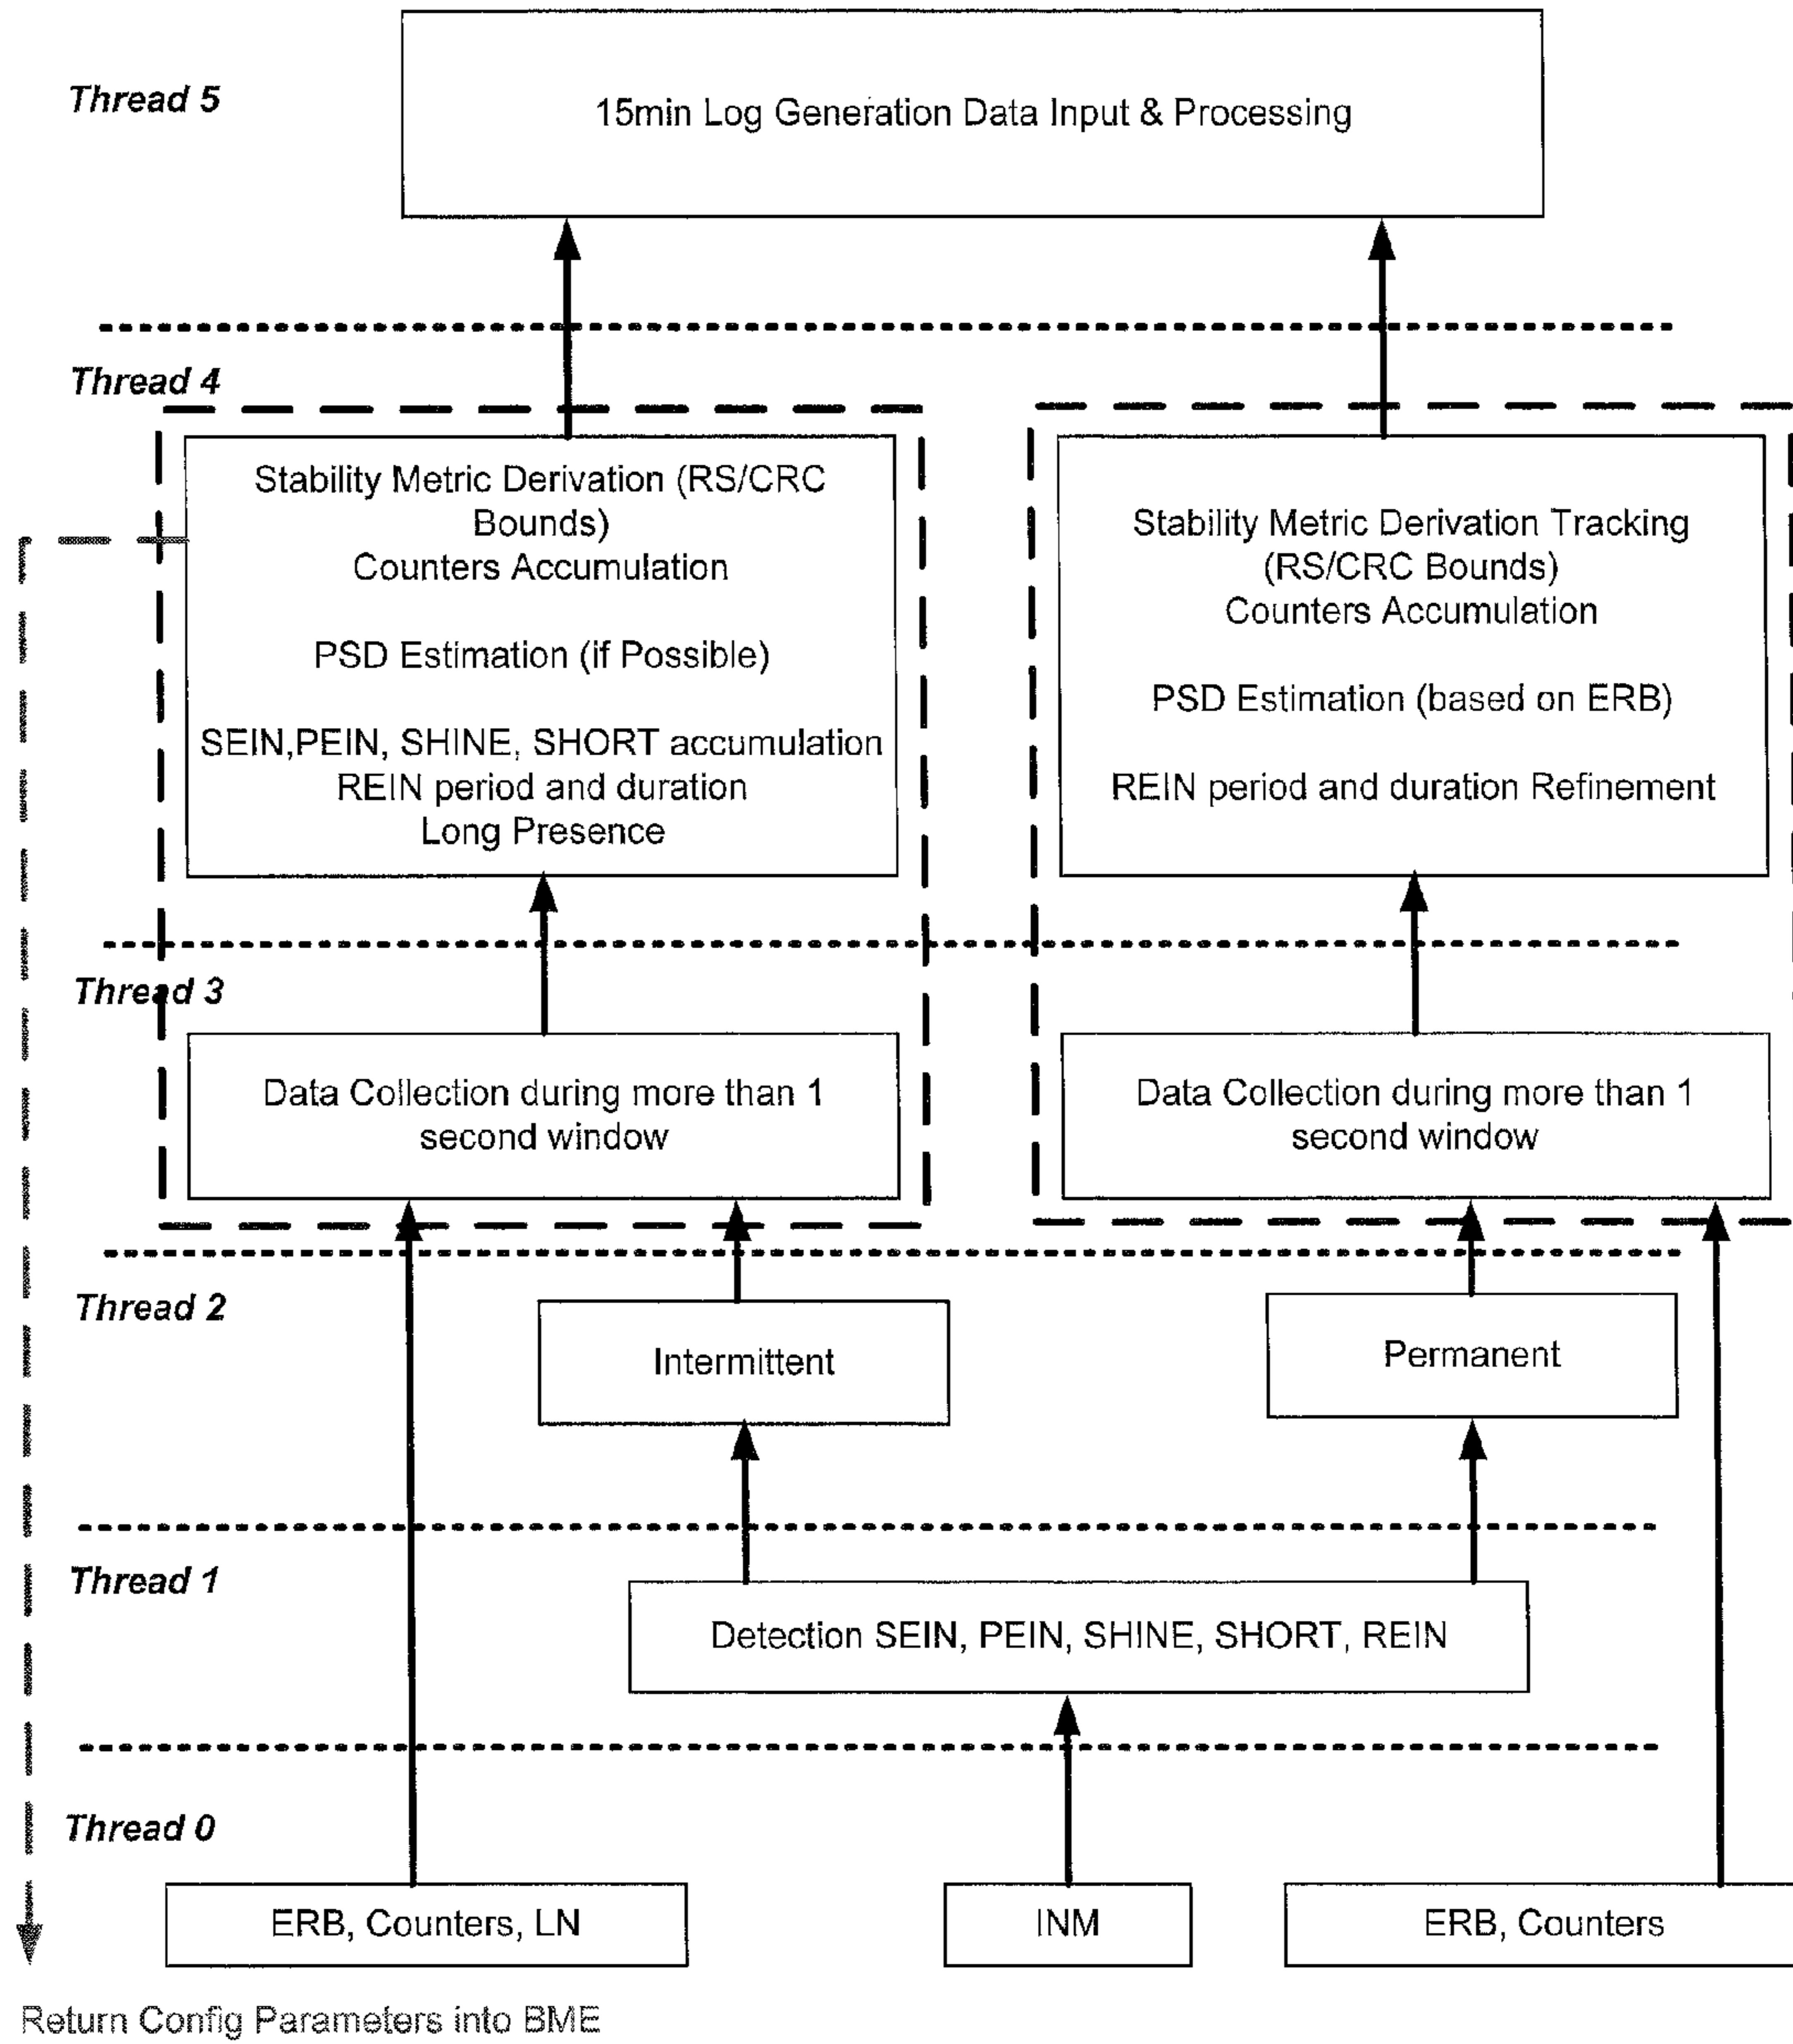 Thread 5
15min Log Generation Data Input & Processing
Thread 4
Stability Metric Derivation (RS/CRC
Bounds)
Counters Accumulation
PSD Estimation (if Possible)
SEIN,PEIN, SHINE, SHORT accumulation
REIN period and duration
Long Presence
Stability Metric Derivation Tracking
(RS/CRC Bounds)
Counters Accumulation
PSD Estimation (based on ERB)
REIN period and duration Refinement
Thread 3
Data Collection during more than 1
second window
Data Collection during more than 1
second window
Thread 2
Intermittent
Permanent
Thread 1
Detection SEIN, PEIN, SHINE, SHORT, REIN
Thread 0
ERB, Counters, LN
INM
ERB, Counters
Return Config Parameters into BME